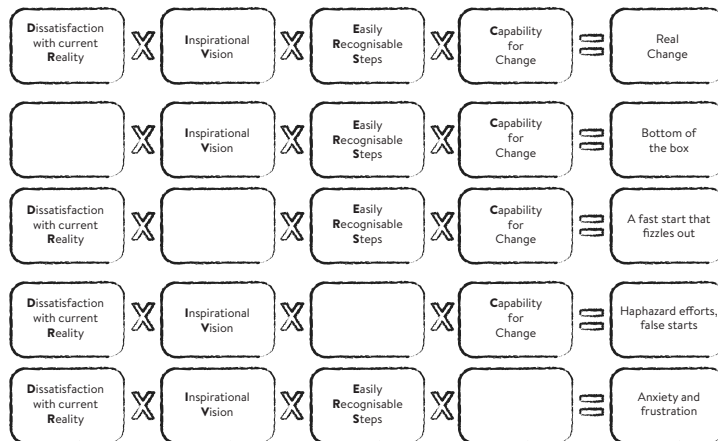 Dissatisfaction
with current
Reality
X
Inspirational
Vision
X
Easily
Recognisable
Steps
X
Capability
for
Change
=
Real
Change
X
Inspirational
Vision
X
Easily
Recognisable
Steps
X
Capability
for
Change
=
Bottom of
the box
Dissatisfaction
with current
Reality
X
X
Easily
Recognisable
Steps
X
Capability
for
Change
=
A fast start that
fizzles out
Dissatisfaction
with current
Reality
X
Inspirational
Vision
X
X
Capability
for
Change
=
Haphazard efforts,
false starts
Dissatisfaction
with current
Reality
X
Inspirational
Vision
X
Easily
Recognisable
Steps
X
=
Anxiety and
frustration